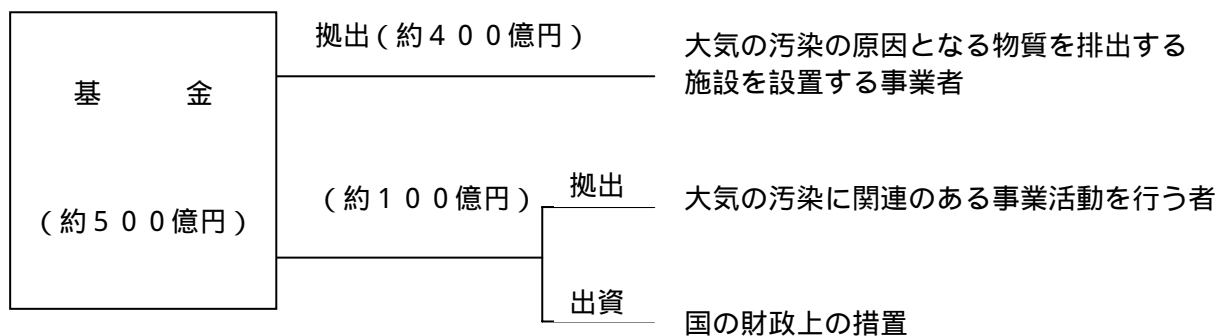 拠出(約400億円)
大気の汚染の原因となる物質を排出する
施設を設置する事業者
基 金
(約500億円)
(約100億円)
拠出
大気の汚染に関連のある事業活動を行う者
出資
国の財政上の措置